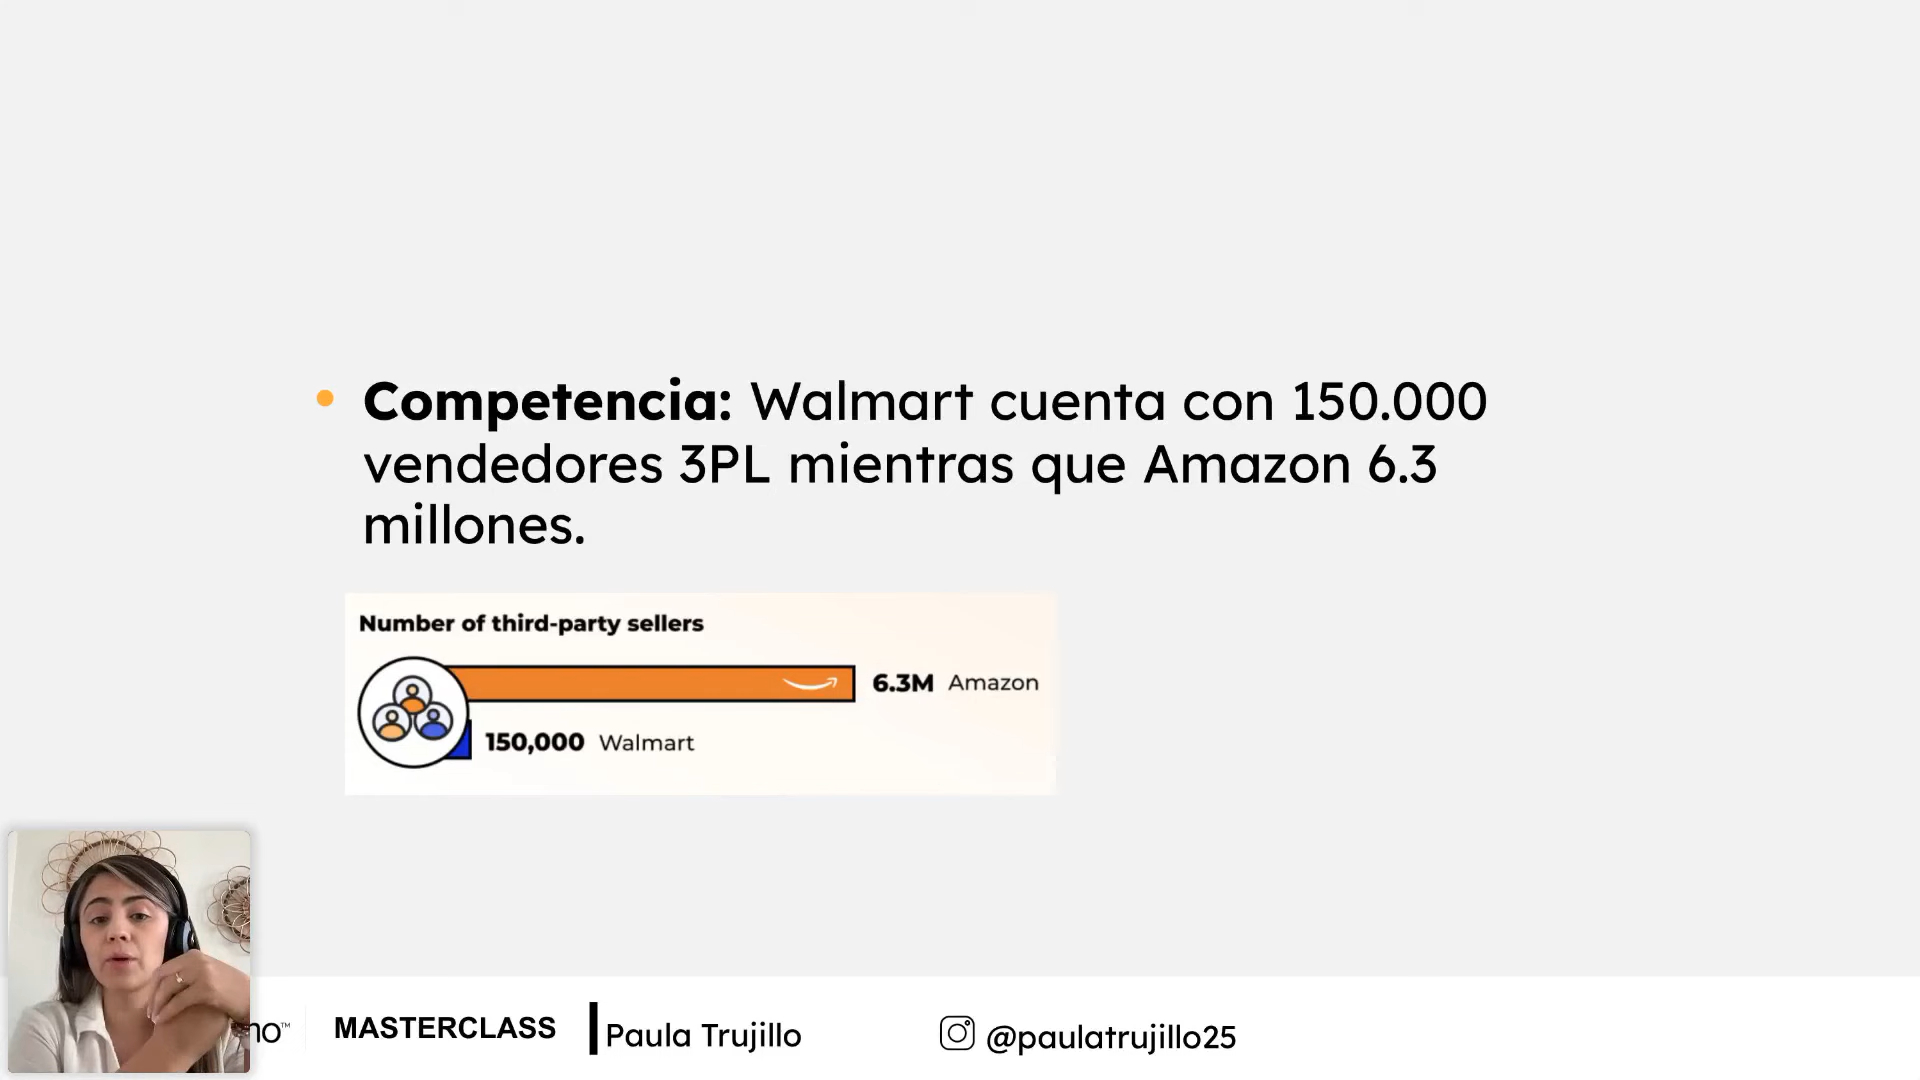 Competencia: Walmart cuenta con 150.000
vendedores 3PL mientras que Amazon 6.3
millones.
Number of third-party sellers
6.3M Amazon
150,000 Walmart
MASTERCLASS
Paula Trujillo
@paulatrujillo25